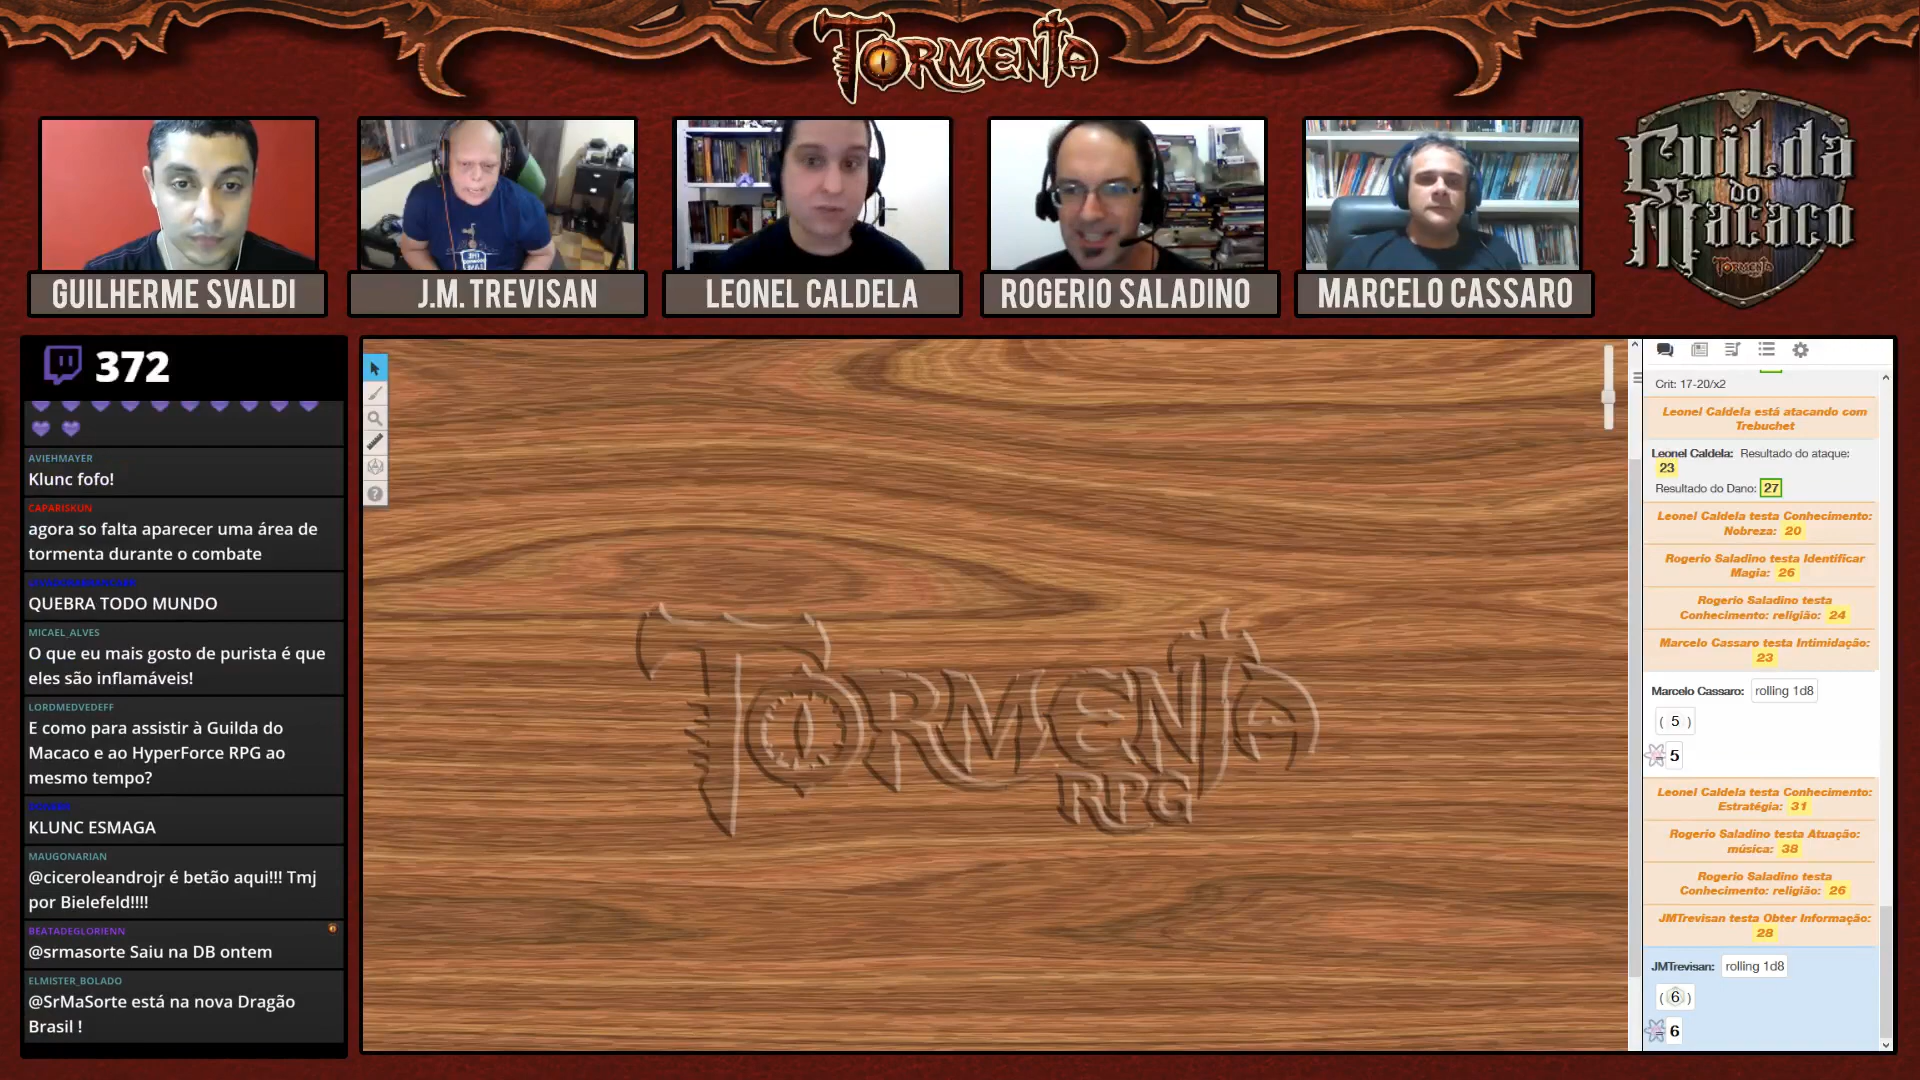 TORMENTA
GUILDA
DO
MACACO
TORMENTA
GUILHERME SVALDI
J.M. TREVISAN
LEONEL CALDELA
ROGERIO SALADINO
MARCELO CASSARO
372
AVIEHMAYER
Klunc fofo!
CAPARISKUN
agora so falta aparecer uma área de
tormenta durante o combate
QUEBRA TODO MUNDO
MICAEL_ALVES
O que eu mais gosto de purista é que
eles são inflamáveis!
LORDMEDVEDEFF
E como para assistir à Guilda do
Macaco e ao HyperForce RPG ao
mesmo tempo?
KLUNC ESMAGA
MAUGONARIAN
@ciceroleandrojr é betão aqui!!! Tmj
por Bielefeld!!!!
BEATADEGLORIENN
@srmasorte Saiu na DB ontem
ELMISTER_BOLADO
@SrMaSorte está na nova Dragão
Brasil !
TORMENTA
RPG
Crit: 17-20/x2
Leonel Caldela está atacando com
Trebuchet
Leonel Caldela: Resultado do ataque:
23
Resultado do Dano: 27
Leonel Caldela testa Conhecimento:
Nobreza: 20
Rogerio Saladino testa Identificar
Magia: 26
Rogerio Saladino testa
Conhecimento: religião: 24
Marcelo Cassaro testa Intimidação:
23
Marcelo Cassaro: rolling 1d8
( 5 )
= 5
Leonel Caldela testa Conhecimento:
Estratégia: 31
Rogerio Saladino testa Atuação:
música: 38
Rogerio Saladino testa
Conhecimento: religião: 26
JMTrevisan testa Obter Informação:
28
JMTrevisan: rolling 1d8
( 6 )
= 6